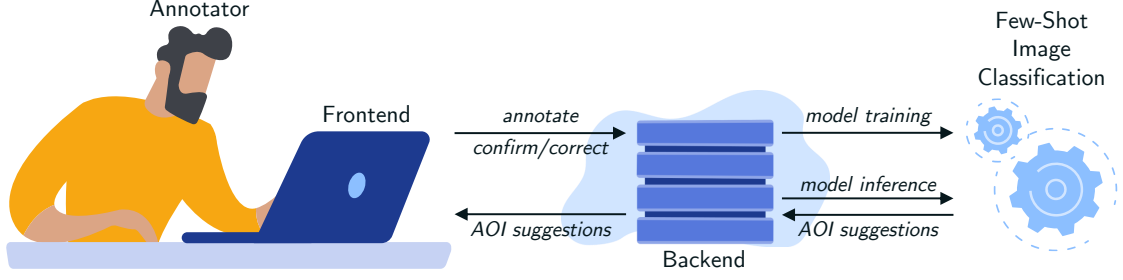 Annotator
Few-Shot
Image
Classification
Frontend
annotate
confirm/correct
model training
model inference
AOI suggestions
AOI suggestions
Backend